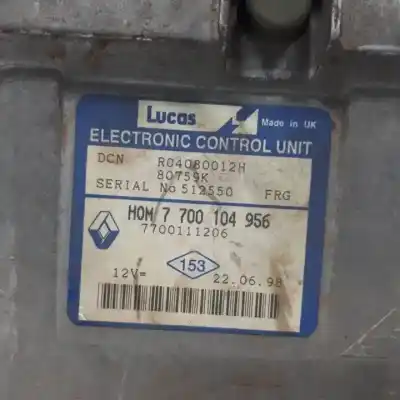 Lucas
Made in UK
ELECTRONIC CONTROL UNIT
DCN R04080012H
80759K
SERIAL No 512550 FRG
HOM 7 700 104 956
7700111206
153
12V= 22.06.98